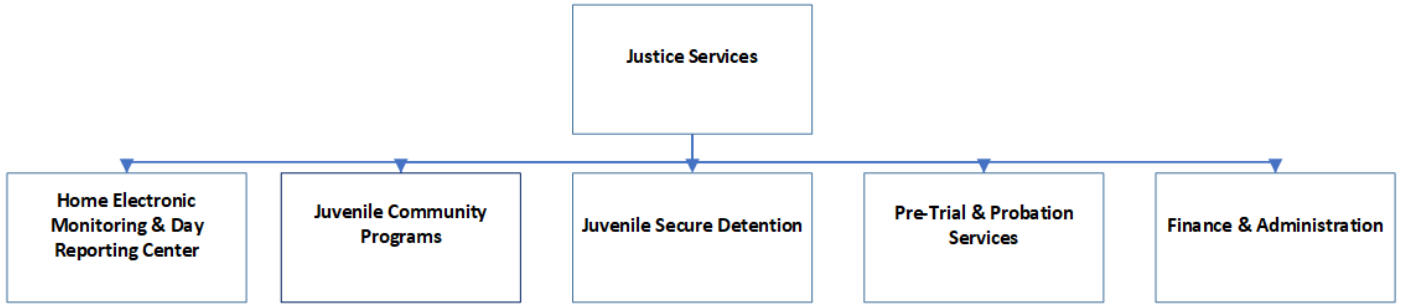 Justice Services
Home Electronic
Monitoring & Day
Reporting Center
Juvenile Community
Programs
Juvenile Secure Detention
Pre-Trial & Probation
Services
Finance & Administration